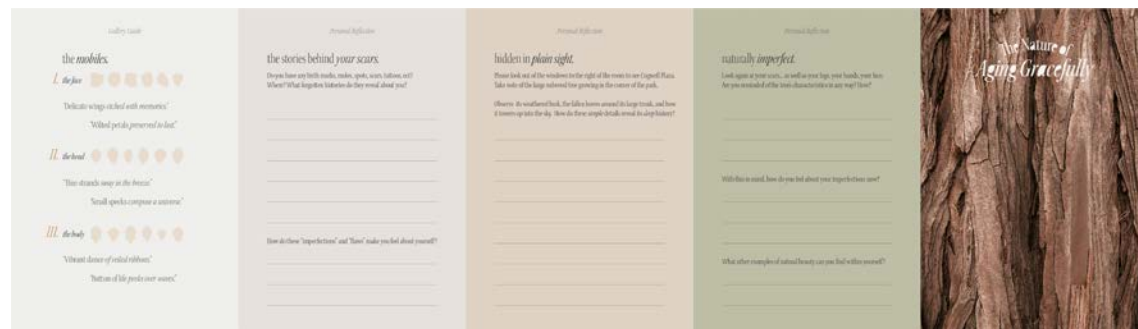 Gallery Guide
the mobiles.
I. the face
"Delicate wings etched with memories."
"Wilted petals preserved to last."
II. the head
"Thin strands sway in the breeze."
"Small specks compose a universe."
III. the body
"Vibrant dance of veiled ribbons."
"Button of life peeks over waves."
Personal Reflection
the stories behind your scars.
Do you have any birth marks, moles, spots, scars, tattoos, ect?
Where? What forgotten histories do they reveal about you?
How do these "imperfections" and "flaws" make you feel about yourself?
Personal Reflection
hidden in plain sight.
Please look out of the windows to the right of the room to see Cogswell Plaza.
Take note of the large redwood tree growing in the corner of the park.
Observe its weathered bark, the fallen leaves around its large trunk, and how
it towers up into the sky. How do these simple details reveal its deep history?
Personal Reflection
naturally imperfect.
Look again at your scars... as well as your legs, your hands, your face.
Are you reminded of the trees characteristics in any way? How?
With this in mind, how do you feel about your imperfections now?
What other examples of natural beauty can you find within yourself?
The Nature of
Aging Gracefully